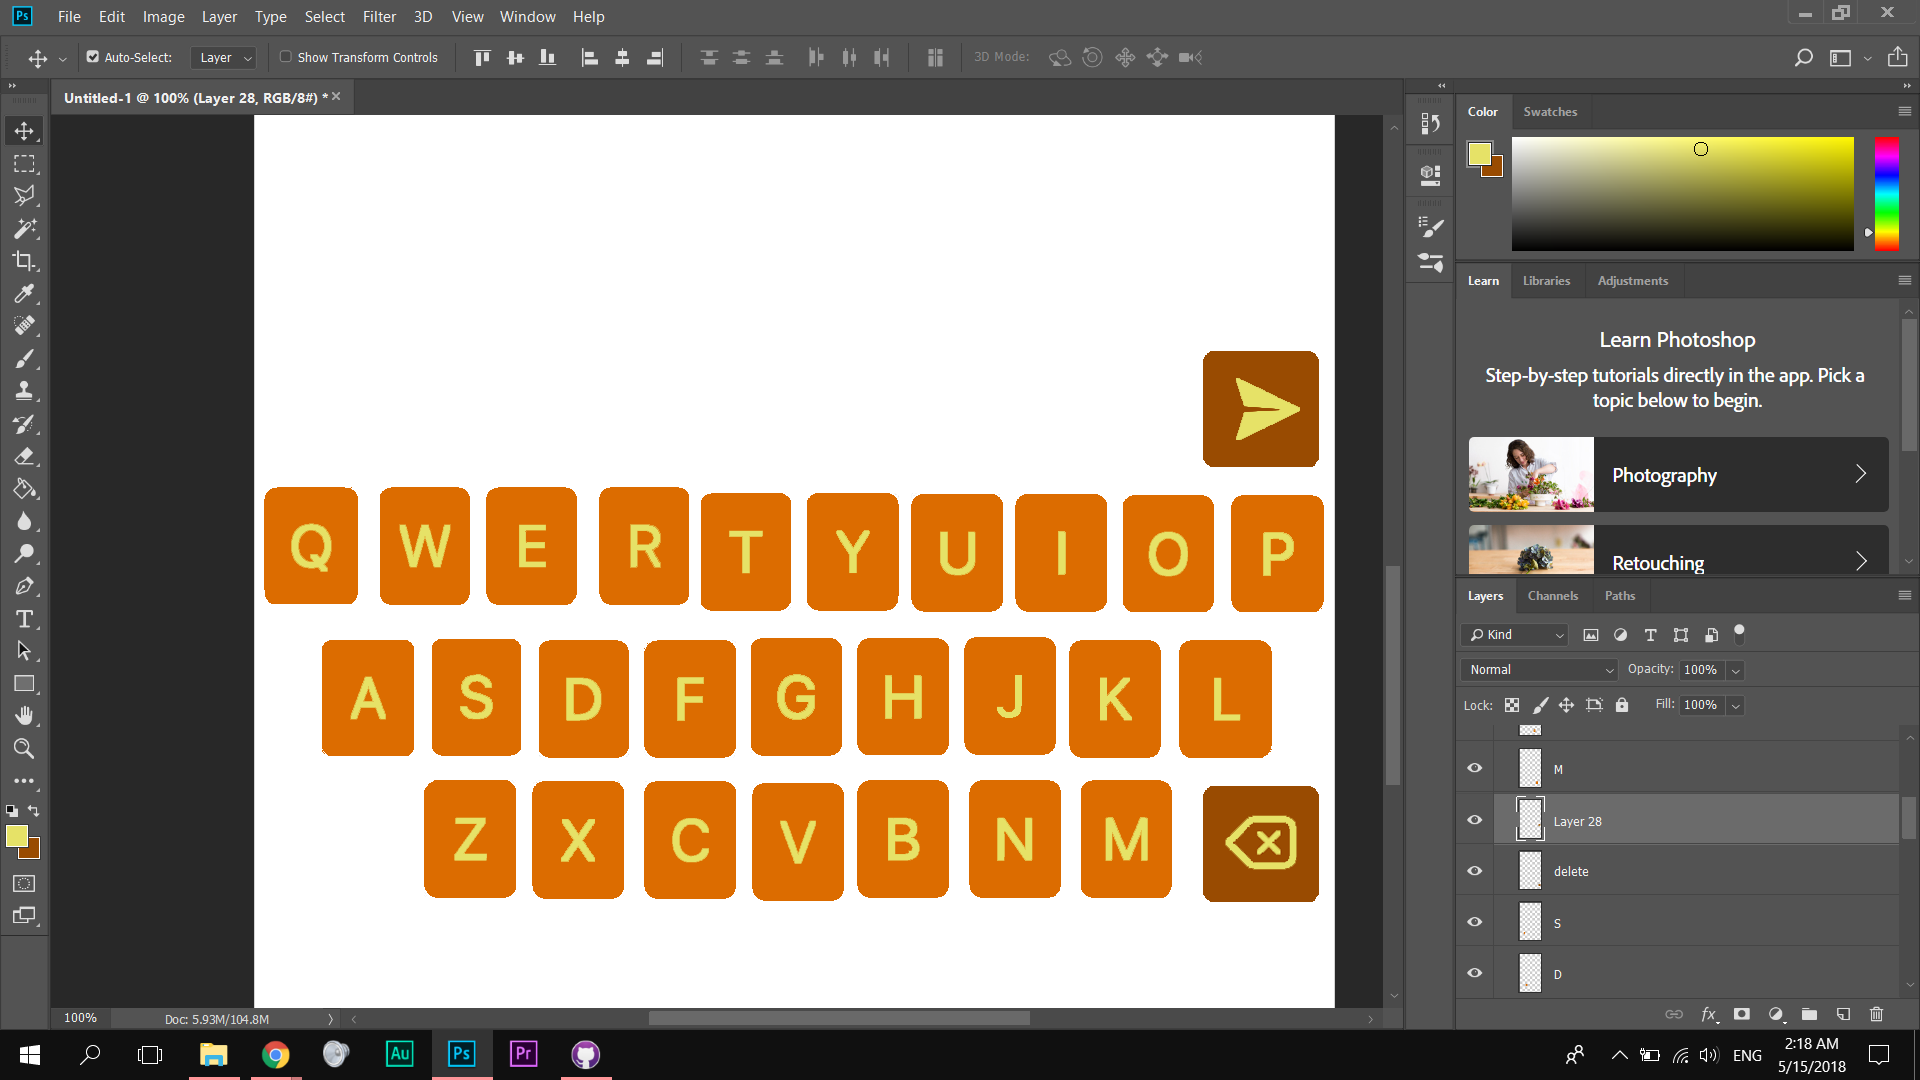 Ps File Edit Image Layer Type Select Filter 3D View Window Help
Auto-Select: Layer Show Transform Controls 3D Mode:
Untitled-1 @ 100% (Layer 28, RGB/8#) *
Color Swatches
Learn Libraries Adjustments
Learn Photoshop
Step-by-step tutorials directly in the app. Pick a
topic below to begin.
Photography
Retouching
Q W E R T Y U I O P
A S D F G H J K L
Z X C V B N M
Layers Channels Paths
Kind
Normal Opacity: 100%
Lock: Fill: 100%
M
Layer 28
delete
S
D
100% Doc: 5.93M/104.8M
Au Ps Pr ENG 2:18 AM
5/15/2018